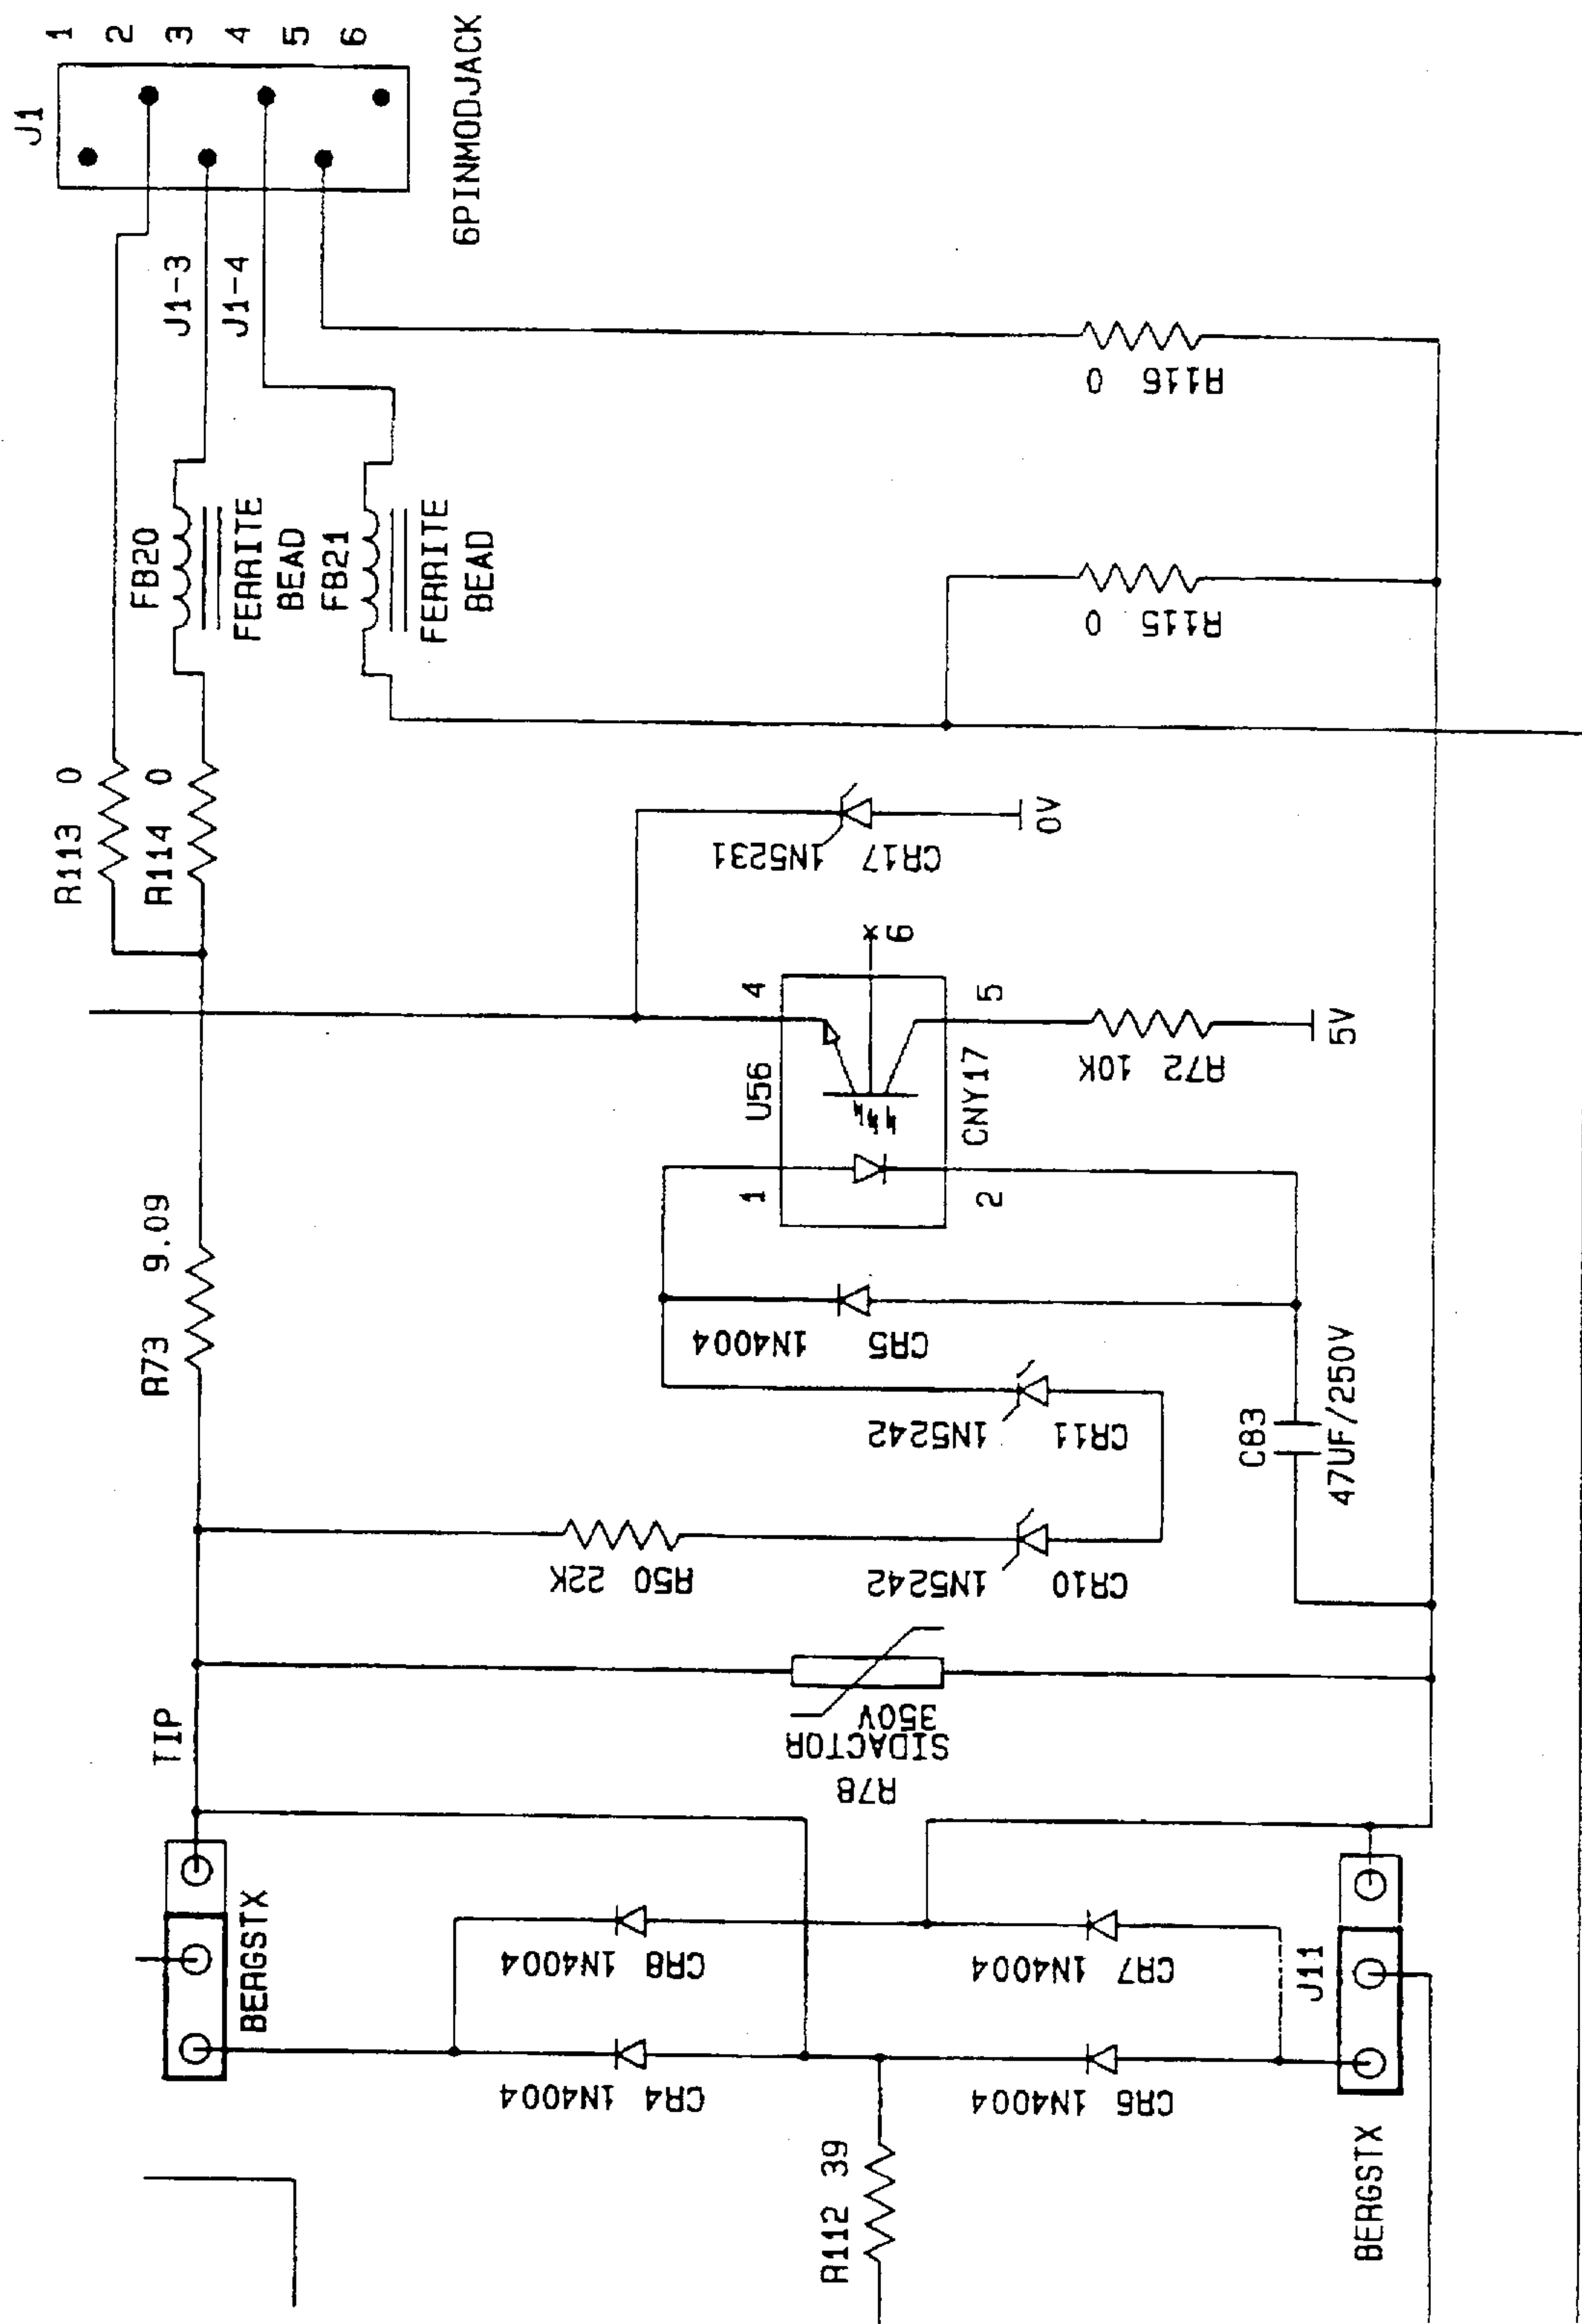 J1
1
2
3
4
5
6
6PINMODJACK
J1-3
J1-4
FB20
FERRITE
BEAD
FB21
FERRITE
BEAD
R116 0
R115 0
R113 0
R114 0
1N5231
CR17
0V
U56
4
6
5
1
2
CNY17
R72 10K
5V
R73 9.09
1N4004
CR5
1N5242
CR11
C83
47UF/250V
R50 22K
1N5242
CR10
TIP
350V
SIDACTOR
R78
BERGSTX
CR8 1N4004
CR7 1N4004
J11
CR4 1N4004
CR6 1N4004
R112 39
BERGSTX